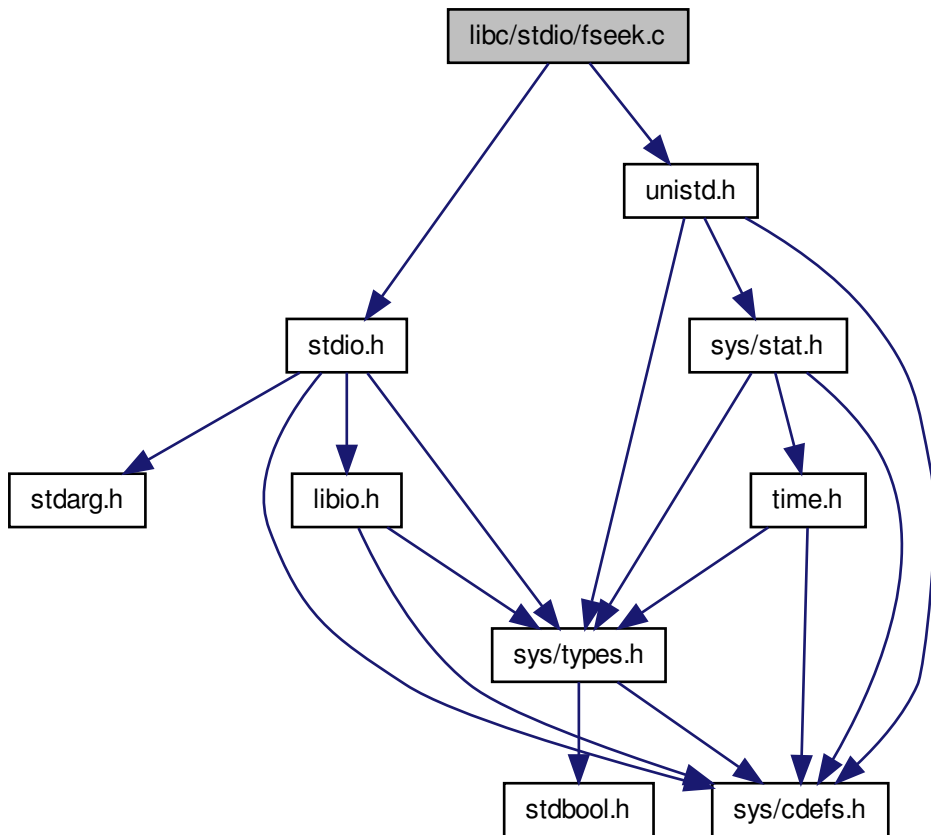 libc/stdio/fseek.c
unistd.h
stdio.h
sys/stat.h
stdarg.h
libio.h
time.h
sys/types.h
stdbool.h
sys/cdefs.h